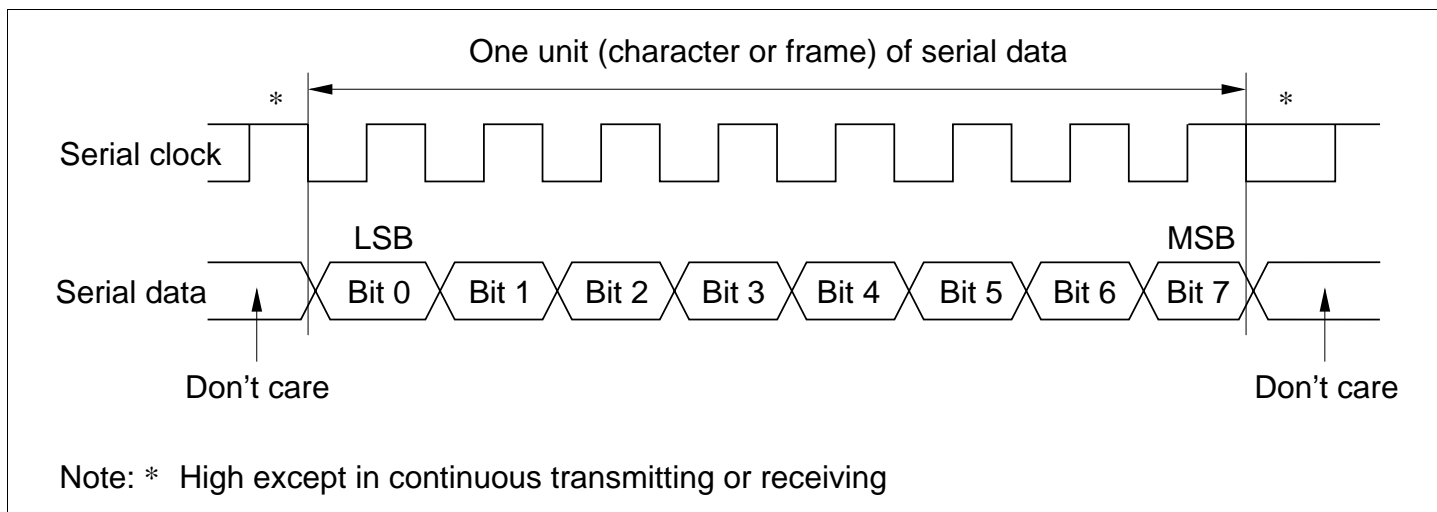 One unit (character or frame) of serial data
* *
Serial clock
LSB MSB
Serial data Bit 0 Bit 1 Bit 2 Bit 3 Bit 4 Bit 5 Bit 6 Bit 7
Don’t care Don’t care
Note: * High except in continuous transmitting or receiving